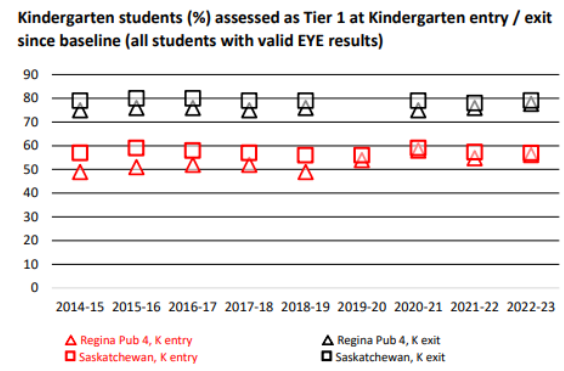 Kindergarten students (%) assessed as Tier 1 at Kindergarten entry / exit
since baseline (all students with valid EYE results)
90
80
70
60
50
40
30
20
10
0
2014-15 2015-16 2016-17 2017-18 2018-19 2019-20 2020-21 2021-22 2022-23
Regina Pub 4, K entry Regina Pub 4, K exit
Saskatchewan, K entry Saskatchewan, K exit